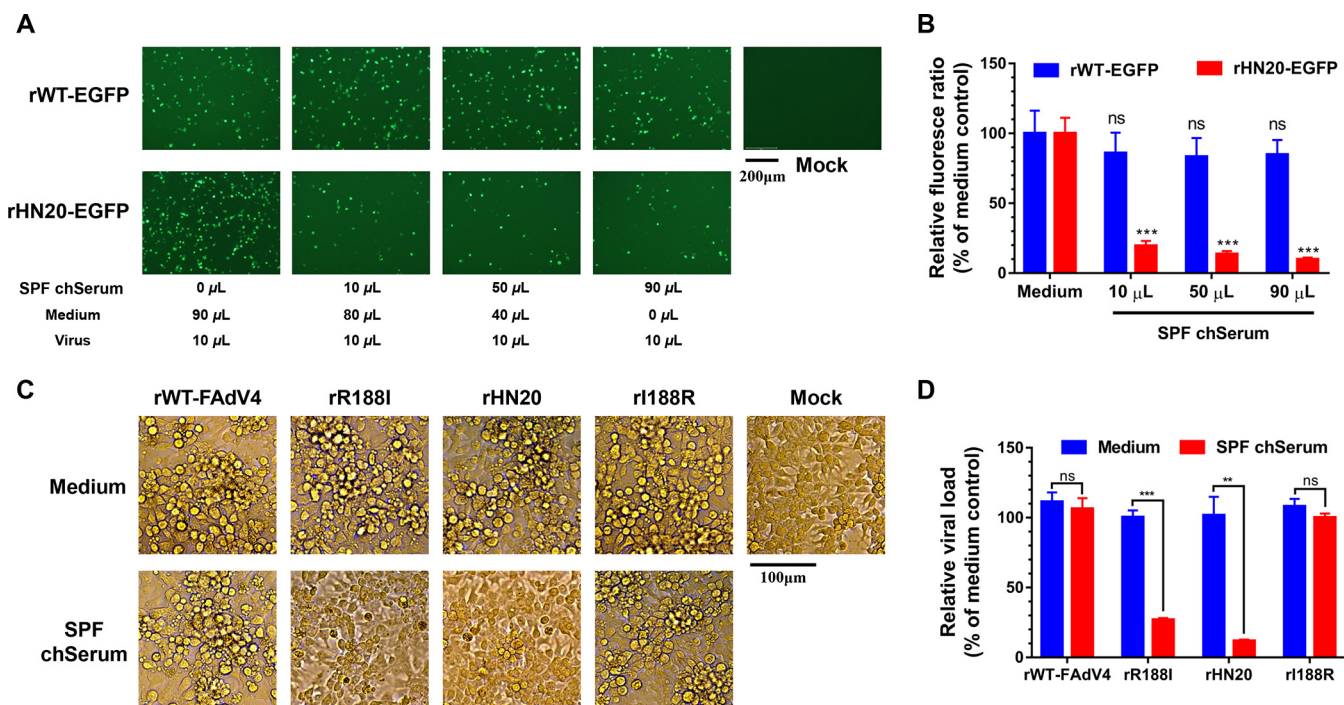 A
rWT-EGFP
rHN20-EGFP
Mock
200μm
SPF chSerum 0 μL 10 μL 50 μL 90 μL
Medium 90 μL 80 μL 40 μL 0 μL
Virus 10 μL 10 μL 10 μL 10 μL
B
rWT-EGFP rHN20-EGFP
Relative fluoresce ratio
(% of medium control)
150
100
50
0
ns ns ns
*** *** ***
Medium 10 μL 50 μL 90 μL
SPF chSerum
C
rWT-FAdV4 rR188I rHN20 rI188R Mock
Medium
100μm
SPF
chSerum
D
Medium SPF chSerum
Relative viral load
(% of medium control)
150
100
50
0
ns *** ** ns
rWT-FAdV4 rR188I rHN20 rI188R